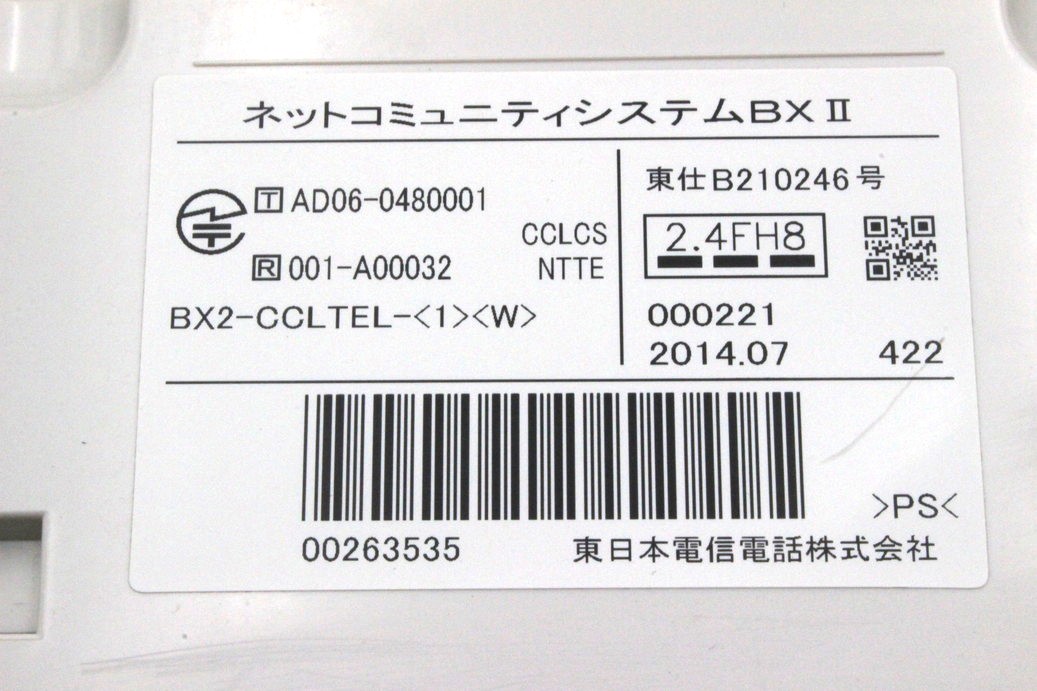 ネットコミュニティシステムBXⅡ
T AD06-0480001
CCLCS
R 001-A00032
NTTE
BX2-CCLTEL-<1><W>
東仕B210246号
2.4FH8
000221
2014.07 422
00263535
>PS<
東日本電信電話株式会社